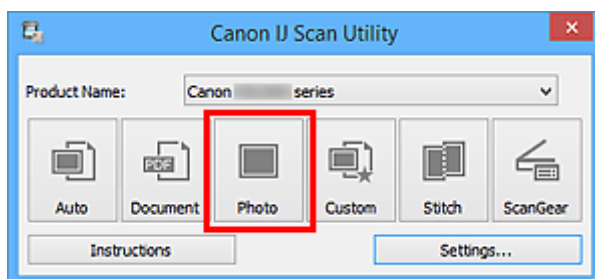 Canon IJ Scan Utility
Product Name: Canon series
PDF
Auto Document Photo Custom Stitch ScanGear
Instructions Settings...